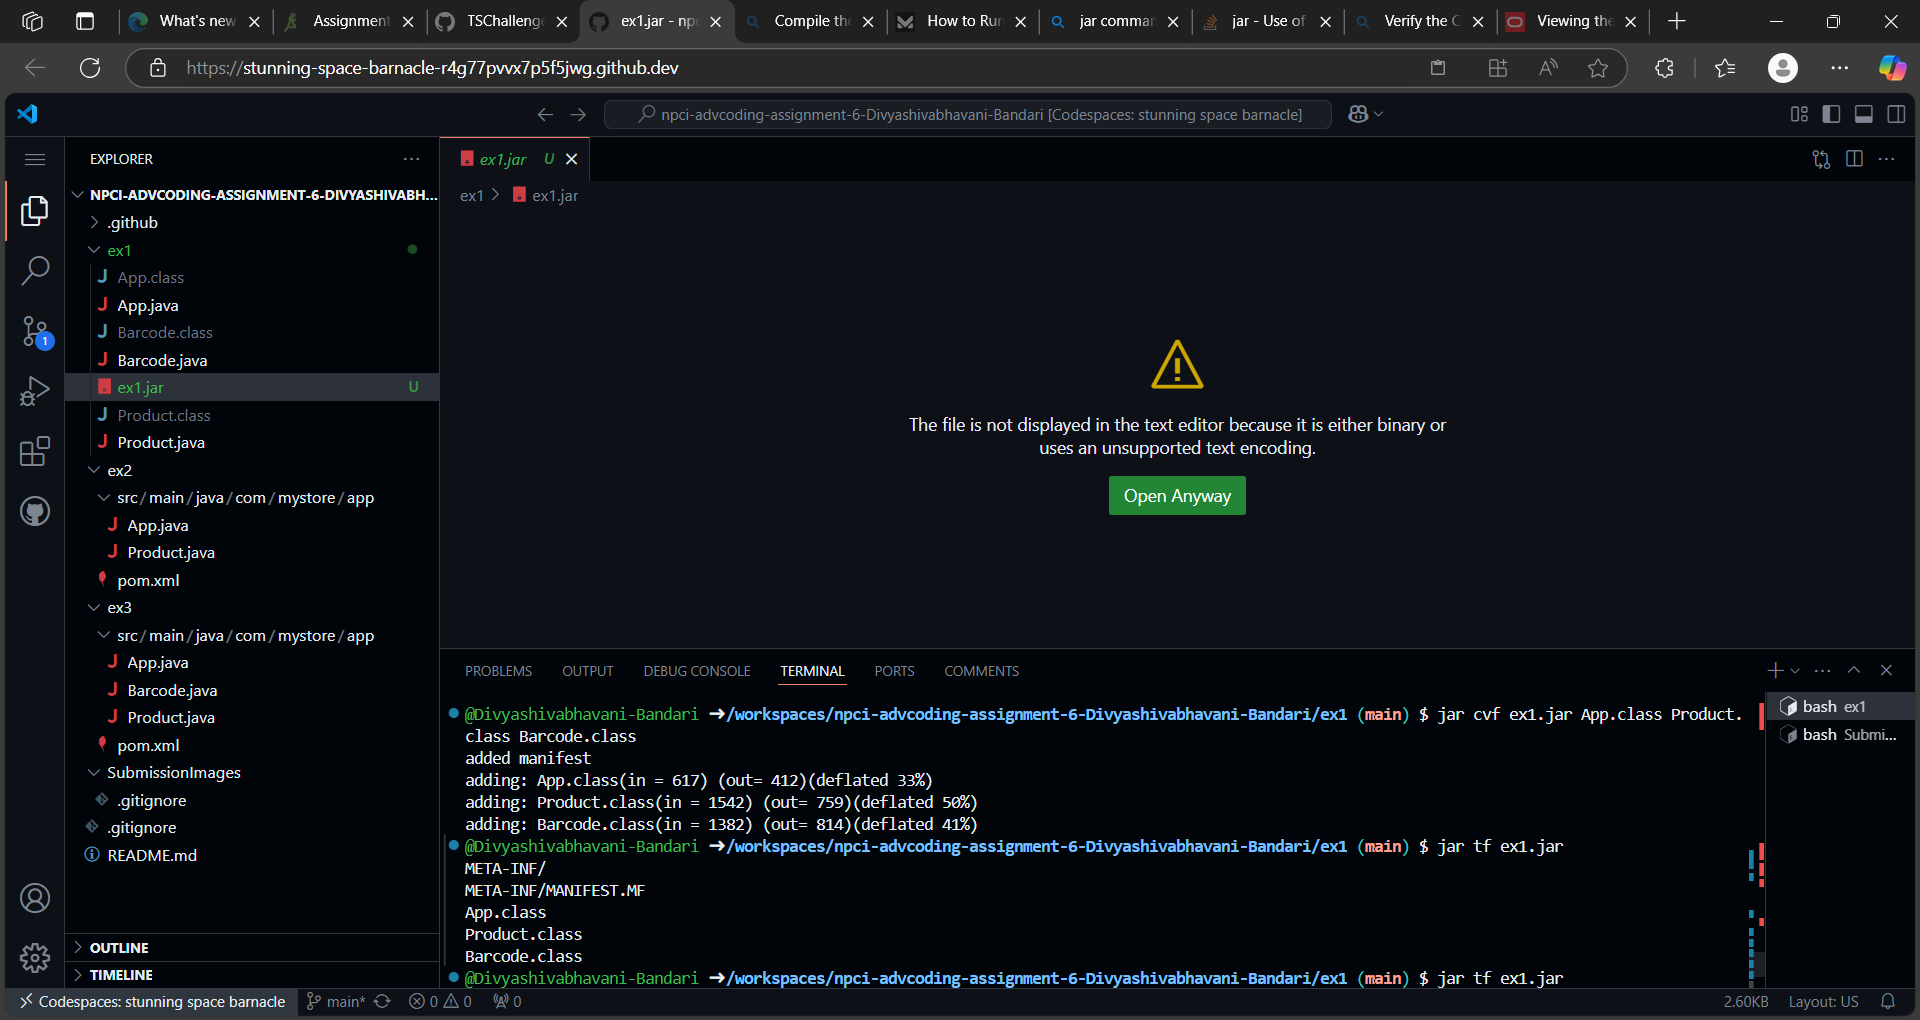 What's new
Assignment
TSChallenge
ex1.jar - npc
Compile the
How to Run
jar comman
jar - Use of
Verify the C
Viewing the
https://stunning-space-barnacle-r4g77pvvx7p5f5jwg.github.dev
npci-advcoding-assignment-6-Divyashivabhavani-Bandari [Codespaces: stunning space barnacle]
EXPLORER
NPCI-ADVCODING-ASSIGNMENT-6-DIVYASHIVABH...
.github
ex1
App.class
App.java
Barcode.class
Barcode.java
ex1.jar U
Product.class
Product.java
ex2
src/main/java/com/mystore/app
App.java
Product.java
pom.xml
ex3
src/main/java/com/mystore/app
App.java
Barcode.java
Product.java
pom.xml
SubmissionImages
.gitignore
.gitignore
README.md
OUTLINE
TIMELINE
1
ex1.jar U
ex1 > ex1.jar
The file is not displayed in the text editor because it is either binary or
uses an unsupported text encoding.
Open Anyway
PROBLEMS OUTPUT DEBUG CONSOLE TERMINAL PORTS COMMENTS
@Divyashivabhavani-Bandari ➜/workspaces/npci-advcoding-assignment-6-Divyashivabhavani-Bandari/ex1 (main) $ jar cvf ex1.jar App.class Product.
class Barcode.class
added manifest
adding: App.class(in = 617) (out= 412)(deflated 33%)
adding: Product.class(in = 1542) (out= 759)(deflated 50%)
adding: Barcode.class(in = 1382) (out= 814)(deflated 41%)
@Divyashivabhavani-Bandari ➜/workspaces/npci-advcoding-assignment-6-Divyashivabhavani-Bandari/ex1 (main) $ jar tf ex1.jar
META-INF/
META-INF/MANIFEST.MF
App.class
Product.class
Barcode.class
@Divyashivabhavani-Bandari ➜/workspaces/npci-advcoding-assignment-6-Divyashivabhavani-Bandari/ex1 (main) $ jar tf ex1.jar
bash ex1
bash Submi...
Codespaces: stunning space barnacle main* 0 0 0 2.60KB Layout: US